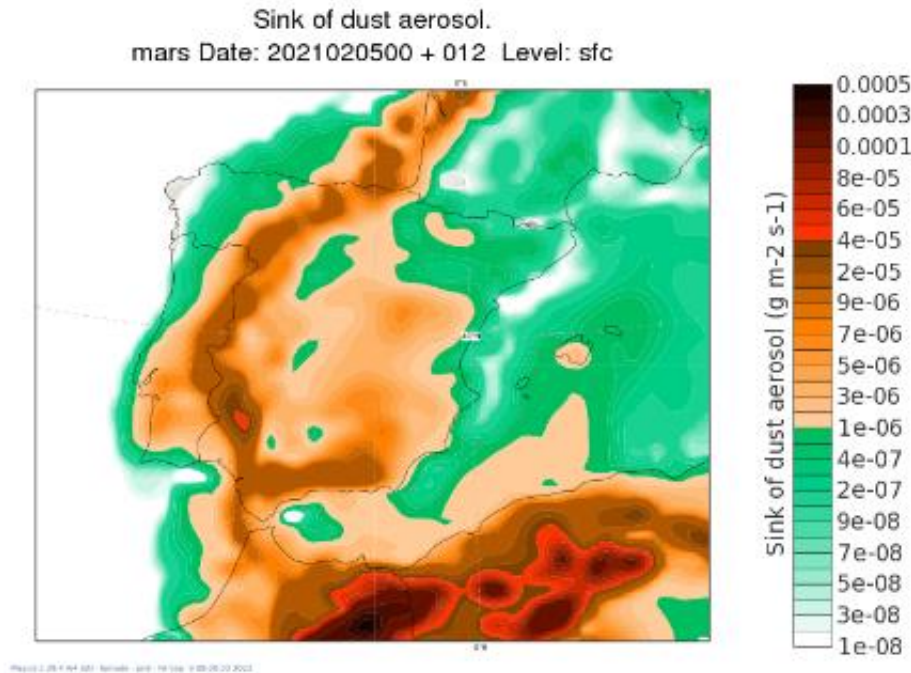 Sink of dust aerosol.
mars Date: 2021020500 + 012 Level: sfc
0°E
0.0005
0.0003
0.0001
8e-05
6e-05
4e-05
2e-05
9e-06
7e-06
5e-06
3e-06
1e-06
4e-07
2e-07
9e-08
7e-08
5e-08
3e-08
1e-08
Sink of dust aerosol (g m-2 s-1)
0°E